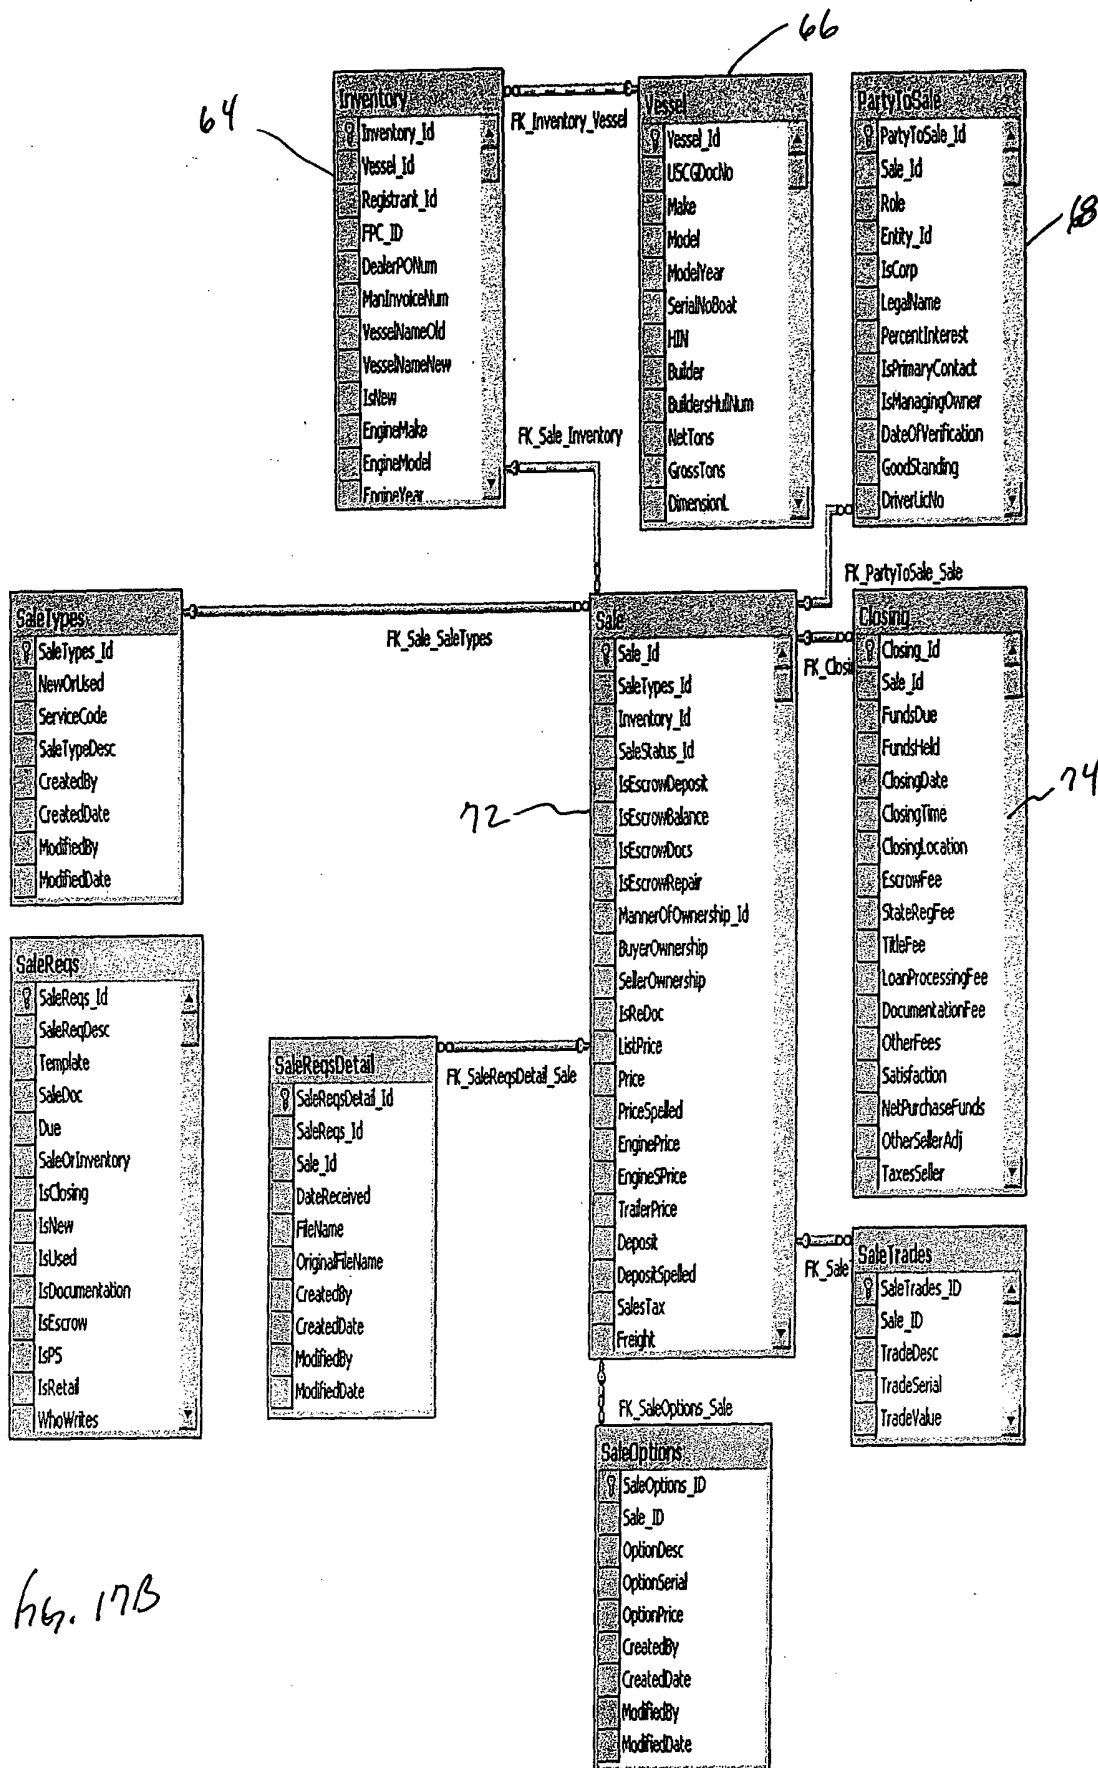 66
64
Inventory
Inventory_Id
Vessel_Id
Registrant_Id
FPC_ID
DealerPONum
ManInvoiceNum
VesselNameOld
VesselNameNew
IsNew
EngineMake
EngineModel
EngineYear
FK_Inventory_Vessel
Vessel
Vessel_Id
USCGDocNo
Make
Model
ModelYear
SerialNoBoat
HIN
Builder
BuildersHullNum
NetTons
GrossTons
DimensionL
PartyToSale
PartyToSale_Id
Sale_Id
Role
Entity_Id
IsCorp
LegalName
PercentInterest
IsPrimaryContact
IsManagingOwner
DateOfVerification
GoodStanding
DriverLicNo
68
FK_Sale_Inventory
FK_PartyToSale_Sale
SaleTypes
SaleTypes_Id
NewOrUsed
ServiceCode
SaleTypeDesc
CreatedBy
CreatedDate
ModifiedBy
ModifiedDate
FK_Sale_SaleTypes
Sale
Sale_Id
SaleTypes_Id
Inventory_Id
SaleStatus_Id
IsEscrowDeposit
IsEscrowBalance
IsEscrowDocs
IsEscrowRepair
MannerOfOwnership_Id
BuyerOwnership
SellerOwnership
IsReDoc
ListPrice
Price
PriceSpelled
EnginePrice
EngineSPrice
TrailerPrice
Deposit
DepositSpelled
SalesTax
Freight
72
FK_Closi
Closing
Closing_Id
Sale_Id
FundsDue
FundsHeld
ClosingDate
ClosingTime
ClosingLocation
EscrowFee
StateRegFee
TitleFee
LoanProcessingFee
DocumentationFee
OtherFees
Satisfaction
NetPurchaseFunds
OtherSellerAdj
TaxesSeller
74
SaleReqs
SaleReqs_Id
SaleReqDesc
Template
SaleDoc
Due
SaleOrInventory
IsClosing
IsNew
IsUsed
IsDocumentation
IsEscrow
IsPS
IsRetail
WhoWrites
SaleReqsDetail
SaleReqsDetail_Id
SaleReqs_Id
Sale_Id
DateReceived
FileName
OriginalFileName
CreatedBy
CreatedDate
ModifiedBy
ModifiedDate
FK_SaleReqsDetail_Sale
FK_Sale
SaleTrades
SaleTrades_ID
Sale_ID
TradeDesc
TradeSerial
TradeValue
FK_SaleOptions_Sale
SaleOptions
SaleOptions_ID
Sale_ID
OptionDesc
OptionSerial
OptionPrice
CreatedBy
CreatedDate
ModifiedBy
ModifiedDate
FIG. 17B